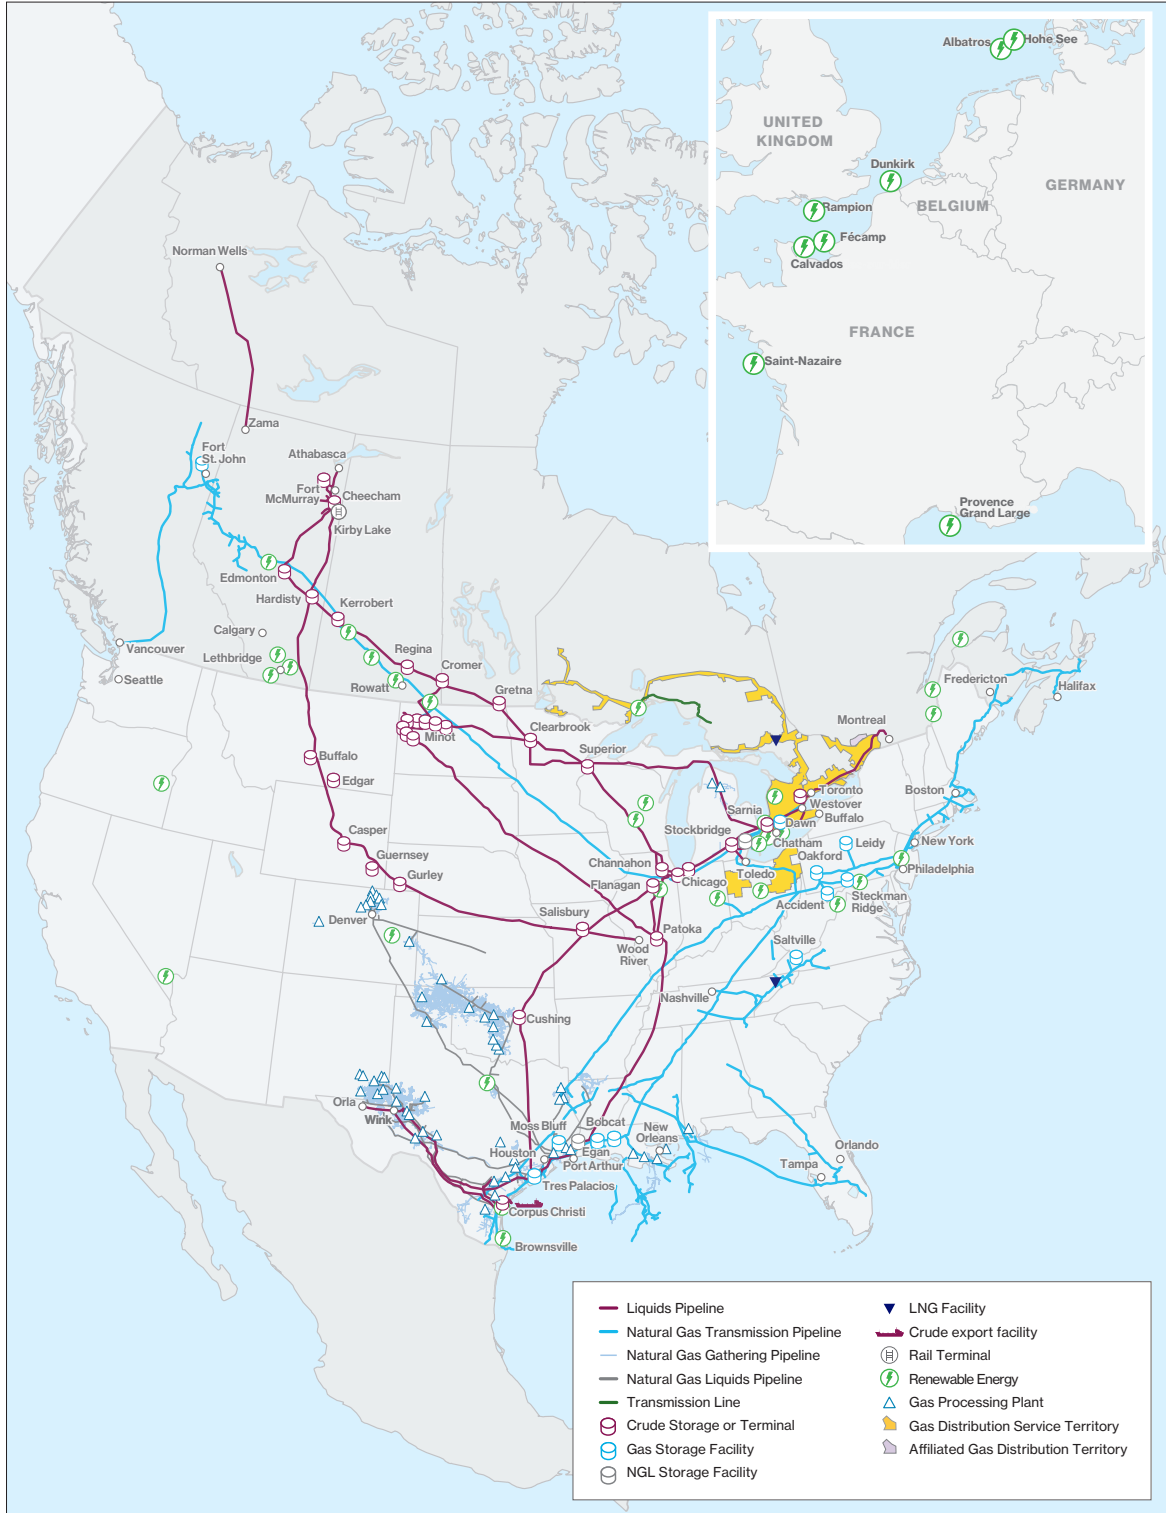 Albatros
Hohe See
UNITED
KINGDOM
Dunkirk
GERMANY
BELGIUM
Rampion
Fécamp
Calvados
FRANCE
Saint-Nazaire
Provence
Grand Large
Norman Wells
Zama
Fort
St. John
Athabasca
Fort
McMurray
Cheecham
Kirby Lake
Edmonton
Hardisty
Kerrobert
Calgary
Vancouver
Lethbridge
Regina
Cromer
Seattle
Rowatt
Gretna
Fredericton
Halifax
Minot
Clearbrook
Montreal
Superior
Buffalo
Edgar
Toronto
Boston
Sarnia
Westover
Buffalo
Dawn
Casper
Stockbridge
Chatham
Leidy
New York
Guernsey
Oakford
Channahon
Toledo
Philadelphia
Gurley
Flanagan
Chicago
Steckman
Ridge
Accident
Denver
Salisbury
Patoka
Wood
River
Saltville
Nashville
Cushing
Orla
Wink
Moss Bluff
Bobcat
New
Orleans
Houston
Egan
Port Arthur
Orlando
Tampa
Tres Palacios
Corpus Christi
Brownsville
Liquids Pipeline
Natural Gas Transmission Pipeline
Natural Gas Gathering Pipeline
Natural Gas Liquids Pipeline
Transmission Line
Crude Storage or Terminal
Gas Storage Facility
NGL Storage Facility
LNG Facility
Crude export facility
Rail Terminal
Renewable Energy
Gas Processing Plant
Gas Distribution Service Territory
Affiliated Gas Distribution Territory